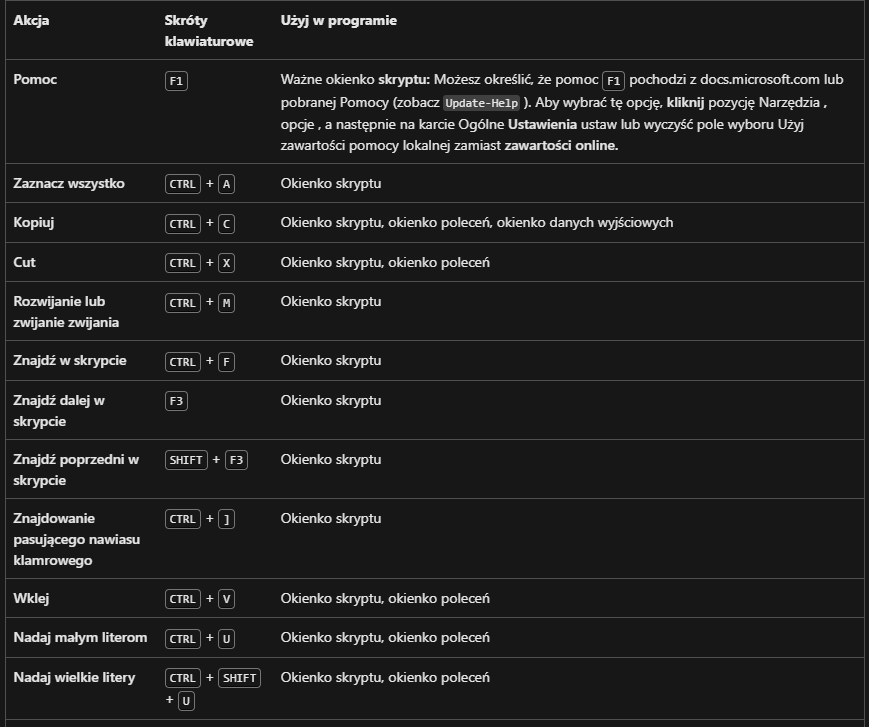 Akcja Skróty klawiaturowe Użyj w programie
Pomoc F1 Ważne okienko skryptu: Możesz określić, że pomoc F1 pochodzi z docs.microsoft.com lub
pobranej Pomocy (zobacz Update-Help ). Aby wybrać tę opcję, kliknij pozycję Narzędzia ,
opcje , a następnie na karcie Ogólne Ustawienia ustaw lub wyczyść pole wyboru Użyj
zawartości pomocy lokalnej zamiast zawartości online.
Zaznacz wszystko CTRL + A Okienko skryptu
Kopiuj CTRL + C Okienko skryptu, okienko poleceń, okienko danych wyjściowych
Cut CTRL + X Okienko skryptu, okienko poleceń
Rozwijanie lub CTRL + M Okienko skryptu
zwijanie zwijania
Znajdź w skrypcie CTRL + F Okienko skryptu
Znajdź dalej w F3 Okienko skryptu
skrypcie
Znajdź poprzedni w SHIFT + F3 Okienko skryptu
skrypcie
Znajdowanie CTRL + ] Okienko skryptu
pasującego nawiasu
klamrowego
Wklej CTRL + V Okienko skryptu, okienko poleceń
Nadaj małym literom CTRL + U Okienko skryptu, okienko poleceń
Nadaj wielkie litery CTRL + SHIFT Okienko skryptu, okienko poleceń
+ U